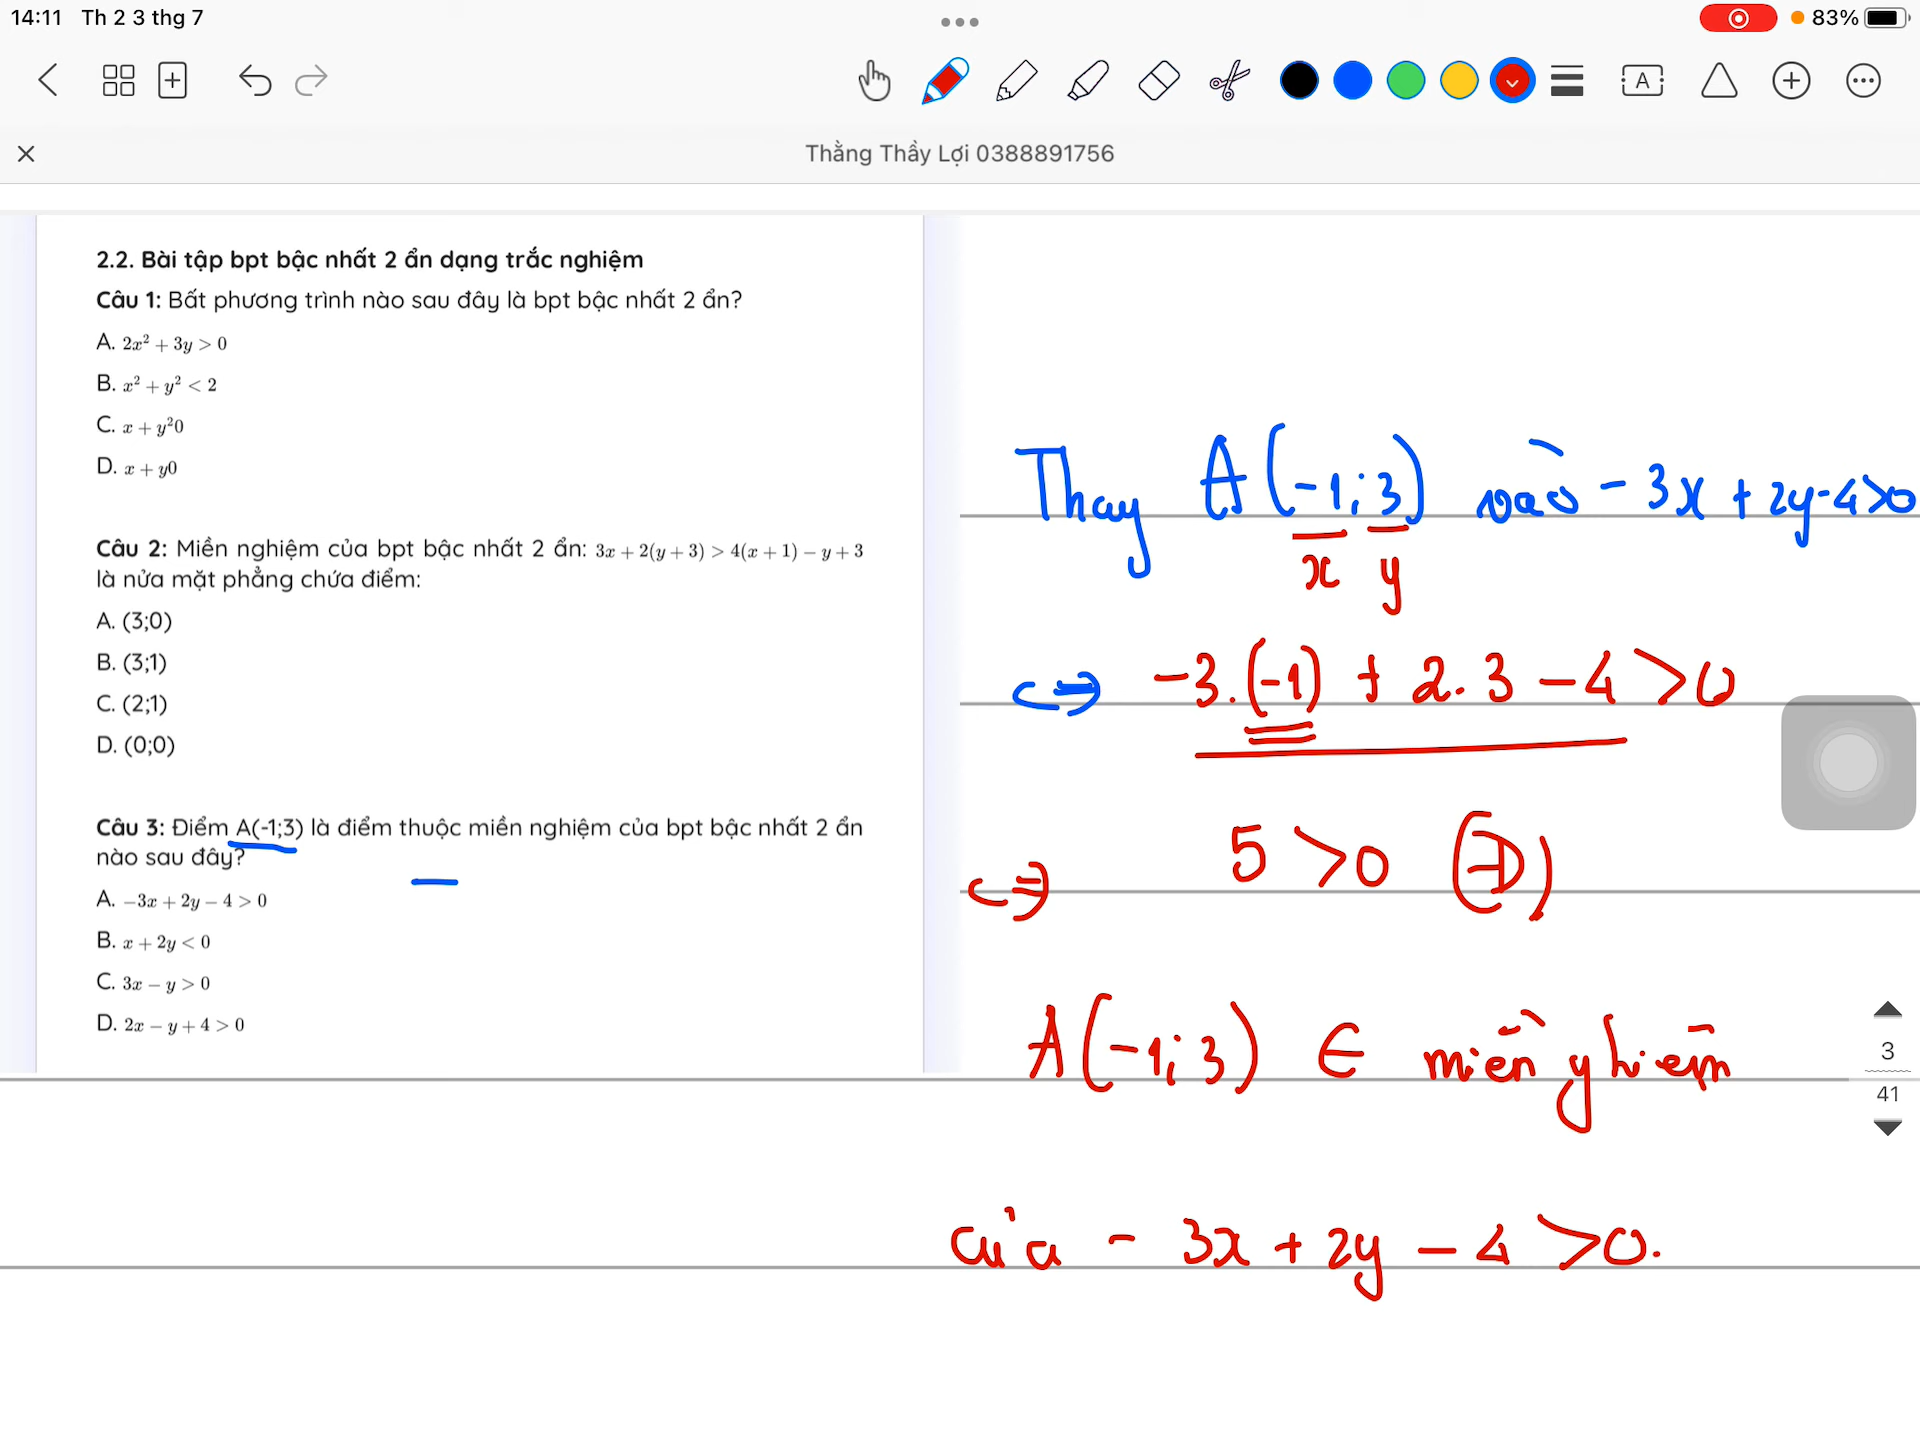 14:11 Th 2 3 thg 7
83%
A
Thằng Thầy Lợi 0388891756
2.2. Bài tập bpt bậc nhất 2 ẩn dạng trắc nghiệm
Câu 1: Bất phương trình nào sau đây là bpt bậc nhất 2 ẩn?
A. 2x² + 3y > 0
B. x² + y² < 2
C. x + y²0
D. x + y0
Câu 2: Miền nghiệm của bpt bậc nhất 2 ẩn: 3x + 2(y + 3) > 4(x + 1) − y + 3
là nửa mặt phẳng chứa điểm:
A. (3;0)
B. (3;1)
C. (2;1)
D. (0;0)
Câu 3: Điểm A(-1;3) là điểm thuộc miền nghiệm của bpt bậc nhất 2 ẩn
nào sau đây?
A. −3x + 2y − 4 > 0
B. x + 2y < 0
C. 3x − y > 0
D. 2x − y + 4 > 0
Thay A(-1;3) vào -3x + 2y-4>0
x y
<=> -3.(-1) + 2.3 - 4 > 0
<=> 5 > 0 (Đ)
A(-1;3) ∈ miền nghiệm
của - 3x + 2y - 4 > 0.
3
41